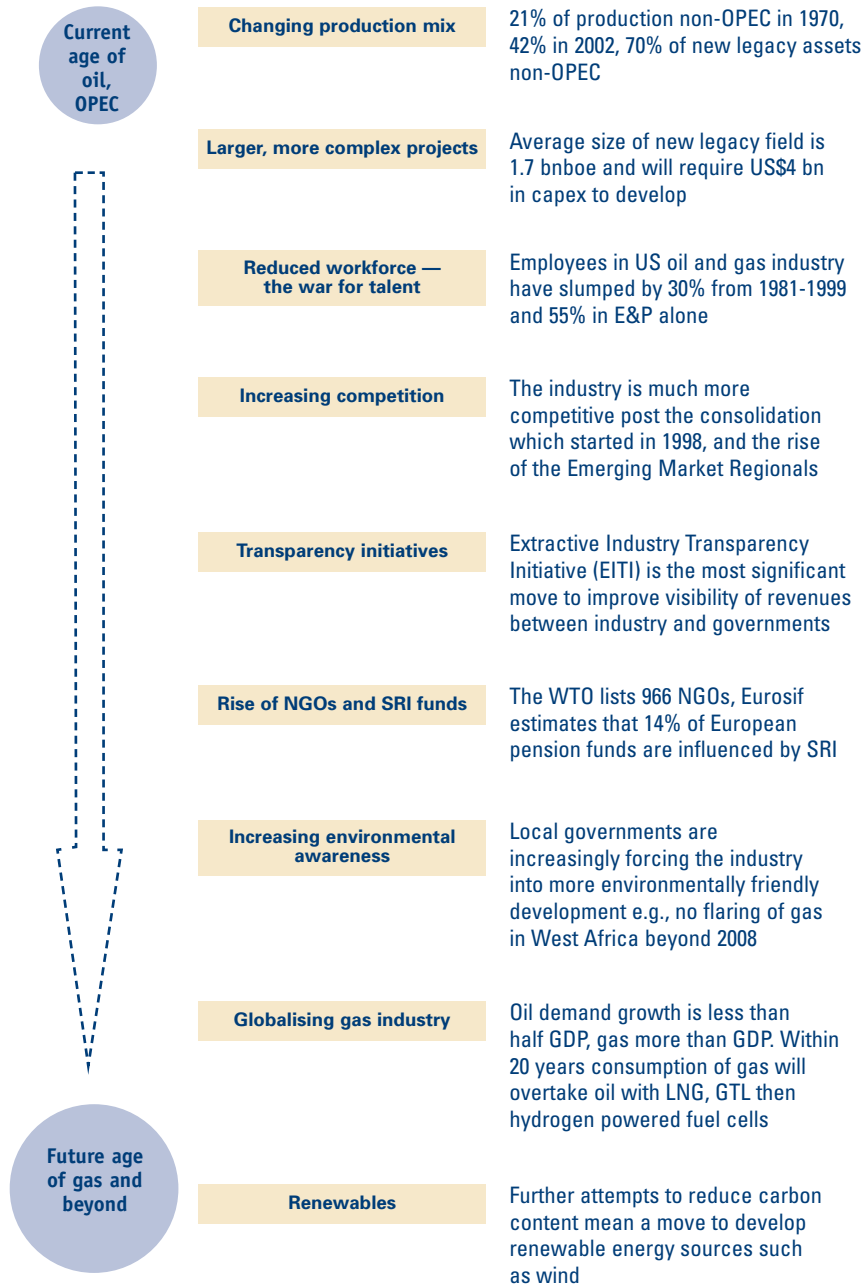 Current
age of
oil,
OPEC
Changing production mix
21% of production non-OPEC in 1970,
42% in 2002, 70% of new legacy assets
non-OPEC
Larger, more complex projects
Average size of new legacy field is
1.7 bnboe and will require US$4 bn
in capex to develop
Reduced workforce —
the war for talent
Employees in US oil and gas industry
have slumped by 30% from 1981-1999
and 55% in E&P alone
Increasing competition
The industry is much more
competitive post the consolidation
which started in 1998, and the rise
of the Emerging Market Regionals
Transparency initiatives
Extractive Industry Transparency
Initiative (EITI) is the most significant
move to improve visibility of revenues
between industry and governments
Rise of NGOs and SRI funds
The WTO lists 966 NGOs, Eurosif
estimates that 14% of European
pension funds are influenced by SRI
Increasing environmental
awareness
Local governments are
increasingly forcing the industry
into more environmentally friendly
development e.g., no flaring of gas
in West Africa beyond 2008
Globalising gas industry
Oil demand growth is less than
half GDP, gas more than GDP. Within
20 years consumption of gas will
overtake oil with LNG, GTL then
hydrogen powered fuel cells
Future age
of gas and
beyond
Renewables
Further attempts to reduce carbon
content mean a move to develop
renewable energy sources such
as wind